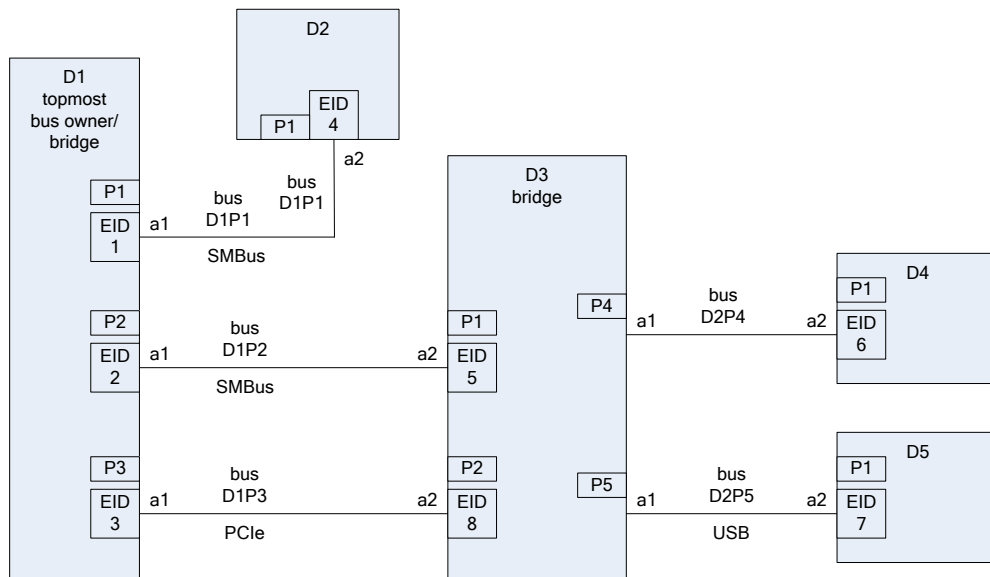 D1
topmost
bus owner/
bridge
P1
EID
1
a1
bus
D1P1
SMBus
bus
D1P1
D2
P1
EID
4
a2
P2
EID
2
a1
bus
D1P2
SMBus
a2
P3
EID
3
a1
bus
D1P3
PCIe
a2
D3
bridge
P1
EID
5
P2
EID
8
P4
a1
bus
D2P4
a2
P5
a1
bus
D2P5
USB
a2
D4
P1
EID
6
D5
P1
EID
7